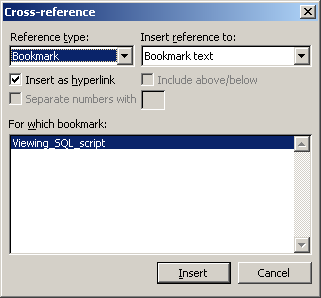 Cross-reference
Reference type: Insert reference to:
Bookmark Bookmark text
Insert as hyperlink Include above/below
Separate numbers with
For which bookmark:
Viewing_SQL_script
Insert Cancel